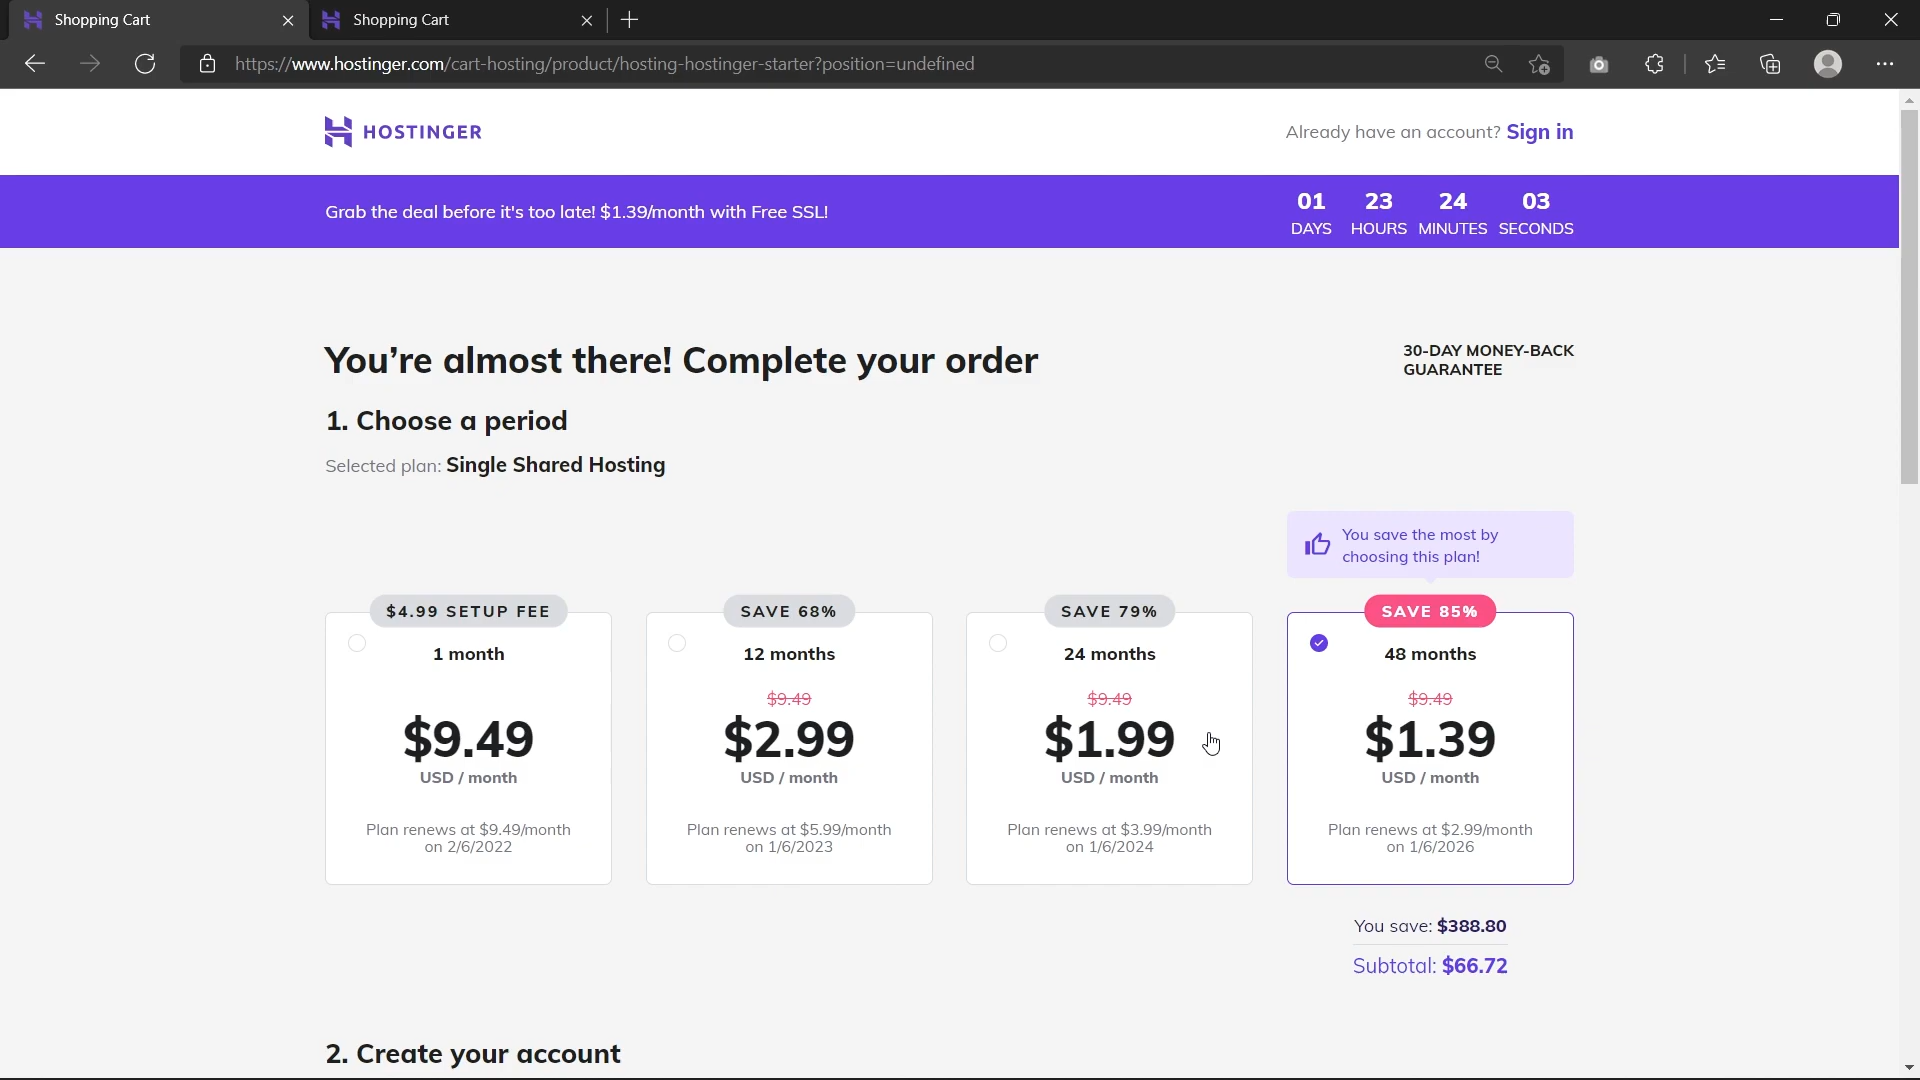 Shopping Cart
Shopping Cart
https://www.hostinger.com/cart-hosting/product/hosting-hostinger-starter?position=undefined
HOSTINGER
Already have an account? Sign in
Grab the deal before it's too late! $1.39/month with Free SSL!
01 23 24 03
DAYS HOURS MINUTES SECONDS
You’re almost there! Complete your order
30-DAY MONEY-BACK
GUARANTEE
1. Choose a period
Selected plan: Single Shared Hosting
You save the most by
choosing this plan!
$4.99 SETUP FEE
1 month
$9.49
USD / month
Plan renews at $9.49/month
on 2/6/2022
SAVE 68%
12 months
$9.49
$2.99
USD / month
Plan renews at $5.99/month
on 1/6/2023
SAVE 79%
24 months
$9.49
$1.99
USD / month
Plan renews at $3.99/month
on 1/6/2024
SAVE 85%
48 months
$9.49
$1.39
USD / month
Plan renews at $2.99/month
on 1/6/2026
You save: $388.80
Subtotal: $66.72
2. Create your account